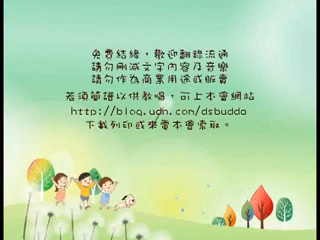 免費結緣，歡迎翻錄流通
請勿刪減文字內容及音樂
請勿作為商業用途或販賣
若須簡譜以供教唱，可上本會網站
http://blog.udn.com/dsbudda
下載列印或來電本會索取。